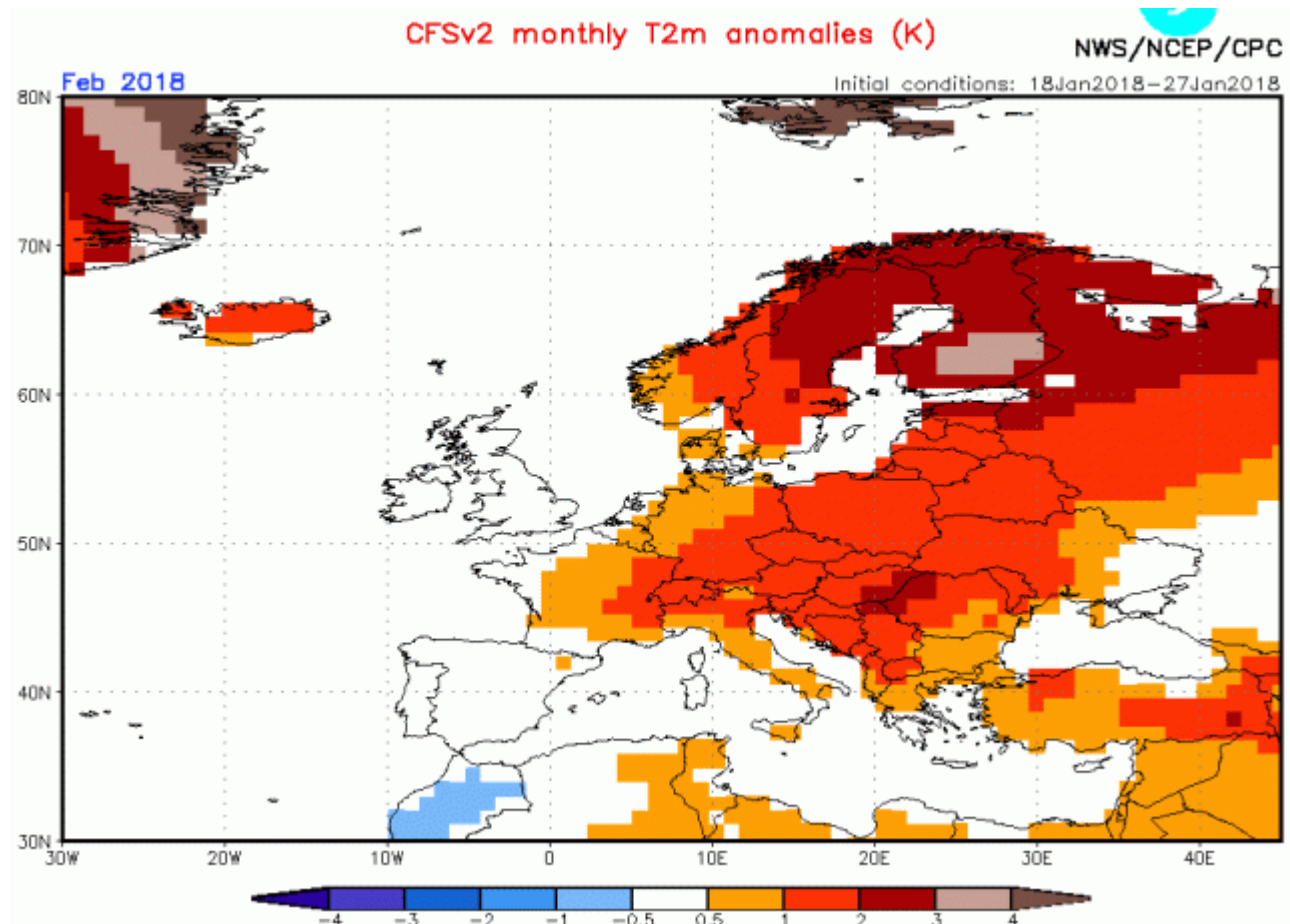 CFSv2 monthly T2m anomalies (K)
NWS/NCEP/CPC
Feb 2018
Initial conditions: 18Jan2018-27Jan2018
80N
70N
60N
50N
40N
30N
30W 20W 10W 0 10E 20E 30E 40E
-4 -3 -2 -1 -0.5 0.5 1 2 3 4